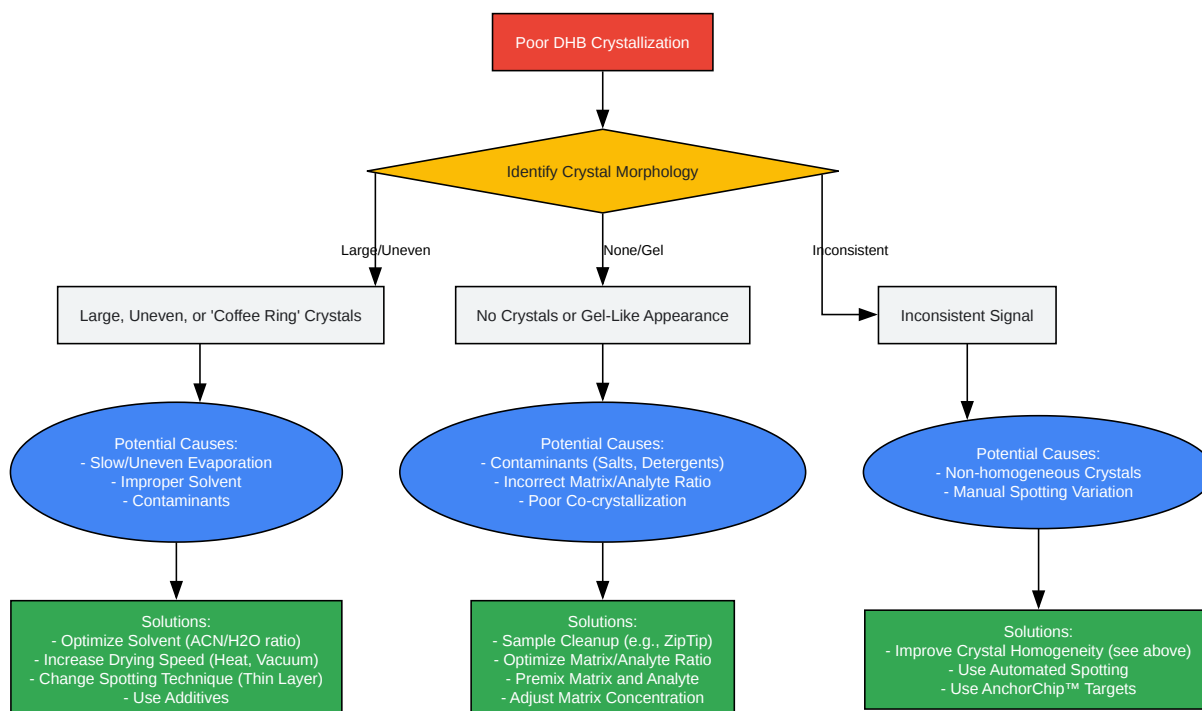 Poor DHB Crystallization
Identify Crystal Morphology
Large/Uneven
None/Gel
Inconsistent
Large, Uneven, or 'Coffee Ring' Crystals
No Crystals or Gel-Like Appearance
Inconsistent Signal
Potential Causes:
- Slow/Uneven Evaporation
- Improper Solvent
- Contaminants
Potential Causes:
- Contaminants (Salts, Detergents)
- Incorrect Matrix/Analyte Ratio
- Poor Co-crystallization
Potential Causes:
- Non-homogeneous Crystals
- Manual Spotting Variation
Solutions:
- Optimize Solvent (ACN/H2O ratio)
- Increase Drying Speed (Heat, Vacuum)
- Change Spotting Technique (Thin Layer)
- Use Additives
Solutions:
- Sample Cleanup (e.g., ZipTip)
- Optimize Matrix/Analyte Ratio
- Premix Matrix and Analyte
- Adjust Matrix Concentration
Solutions:
- Improve Crystal Homogeneity (see above)
- Use Automated Spotting
- Use AnchorChip™ Targets